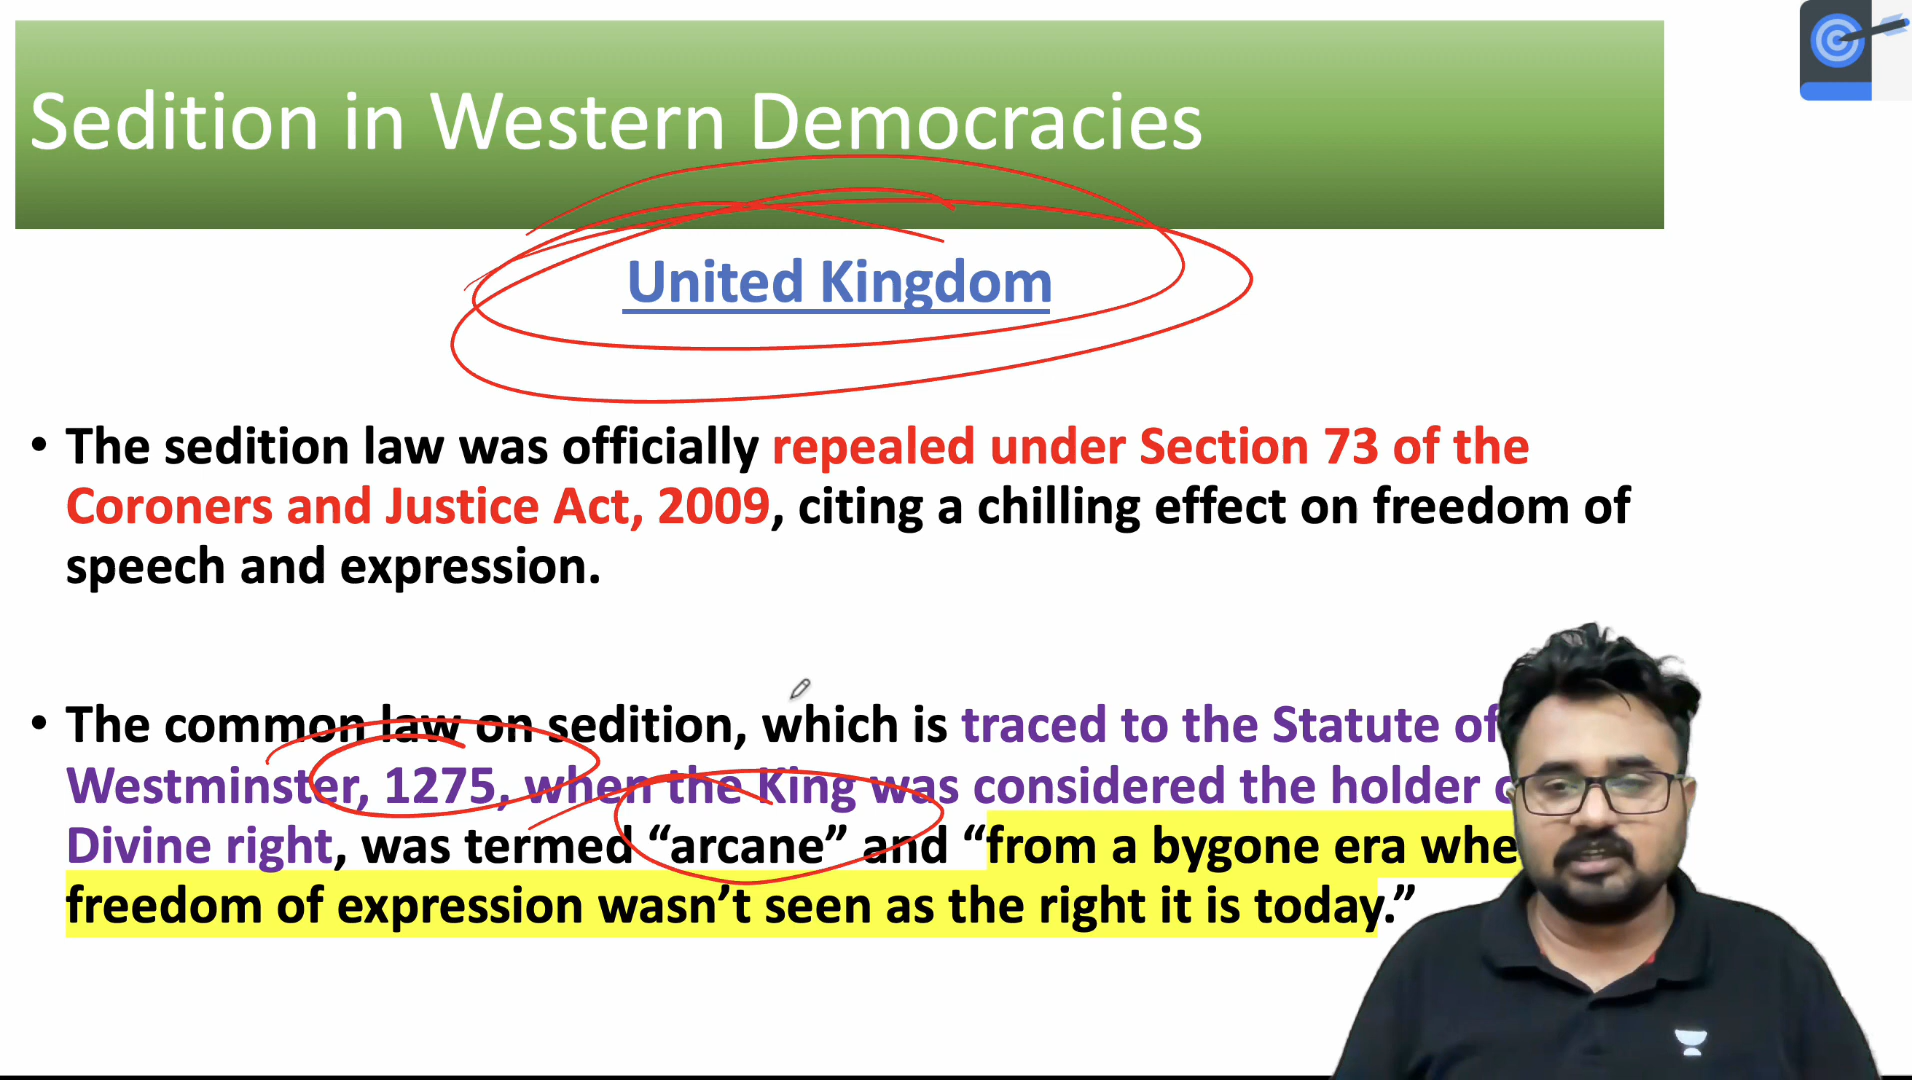 Sedition in Western Democracies
United Kingdom
• The sedition law was officially repealed under Section 73 of the
Coroners and Justice Act, 2009, citing a chilling effect on freedom of
speech and expression.
• The common law on sedition, which is traced to the Statute of
Westminster, 1275, when the King was considered the holder
Divine right, was termed “arcane” and “from a bygone era
freedom of expression wasn’t seen as the right it is today.”